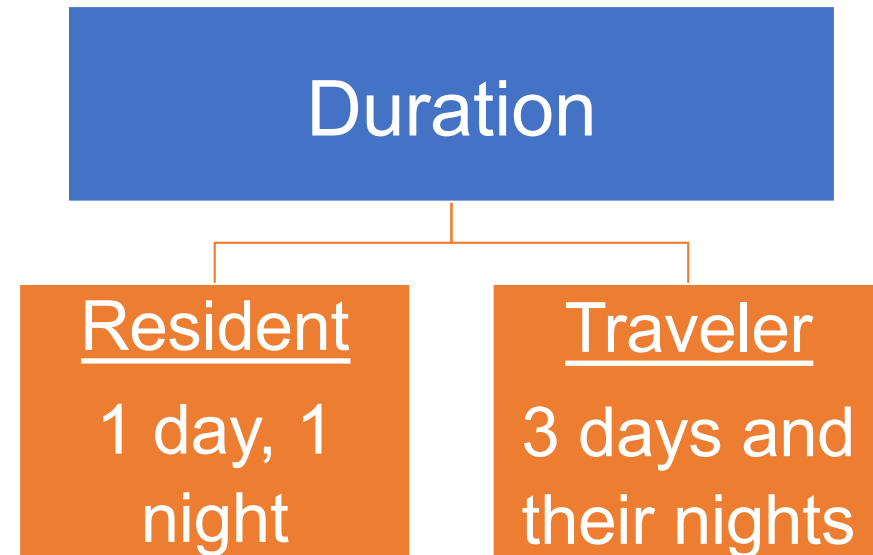 Duration
Resident
1 day, 1
night
Traveler
3 days and
their nights